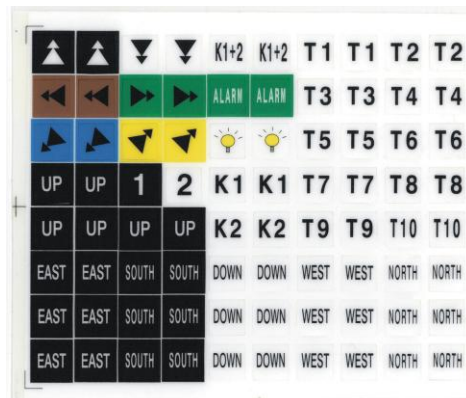 K1+2 K1+2 T1 T1 T2 T2
ALARM ALARM T3 T3 T4 T4
T5 T5 T6 T6
UP UP 1 2 K1 K1 T7 T7 T8 T8
UP UP UP UP K2 K2 T9 T9 T10 T10
EAST EAST SOUTH SOUTH DOWN DOWN WEST WEST NORTH NORTH
EAST EAST SOUTH SOUTH DOWN DOWN WEST WEST NORTH NORTH
EAST EAST SOUTH SOUTH DOWN DOWN WEST WEST NORTH NORTH